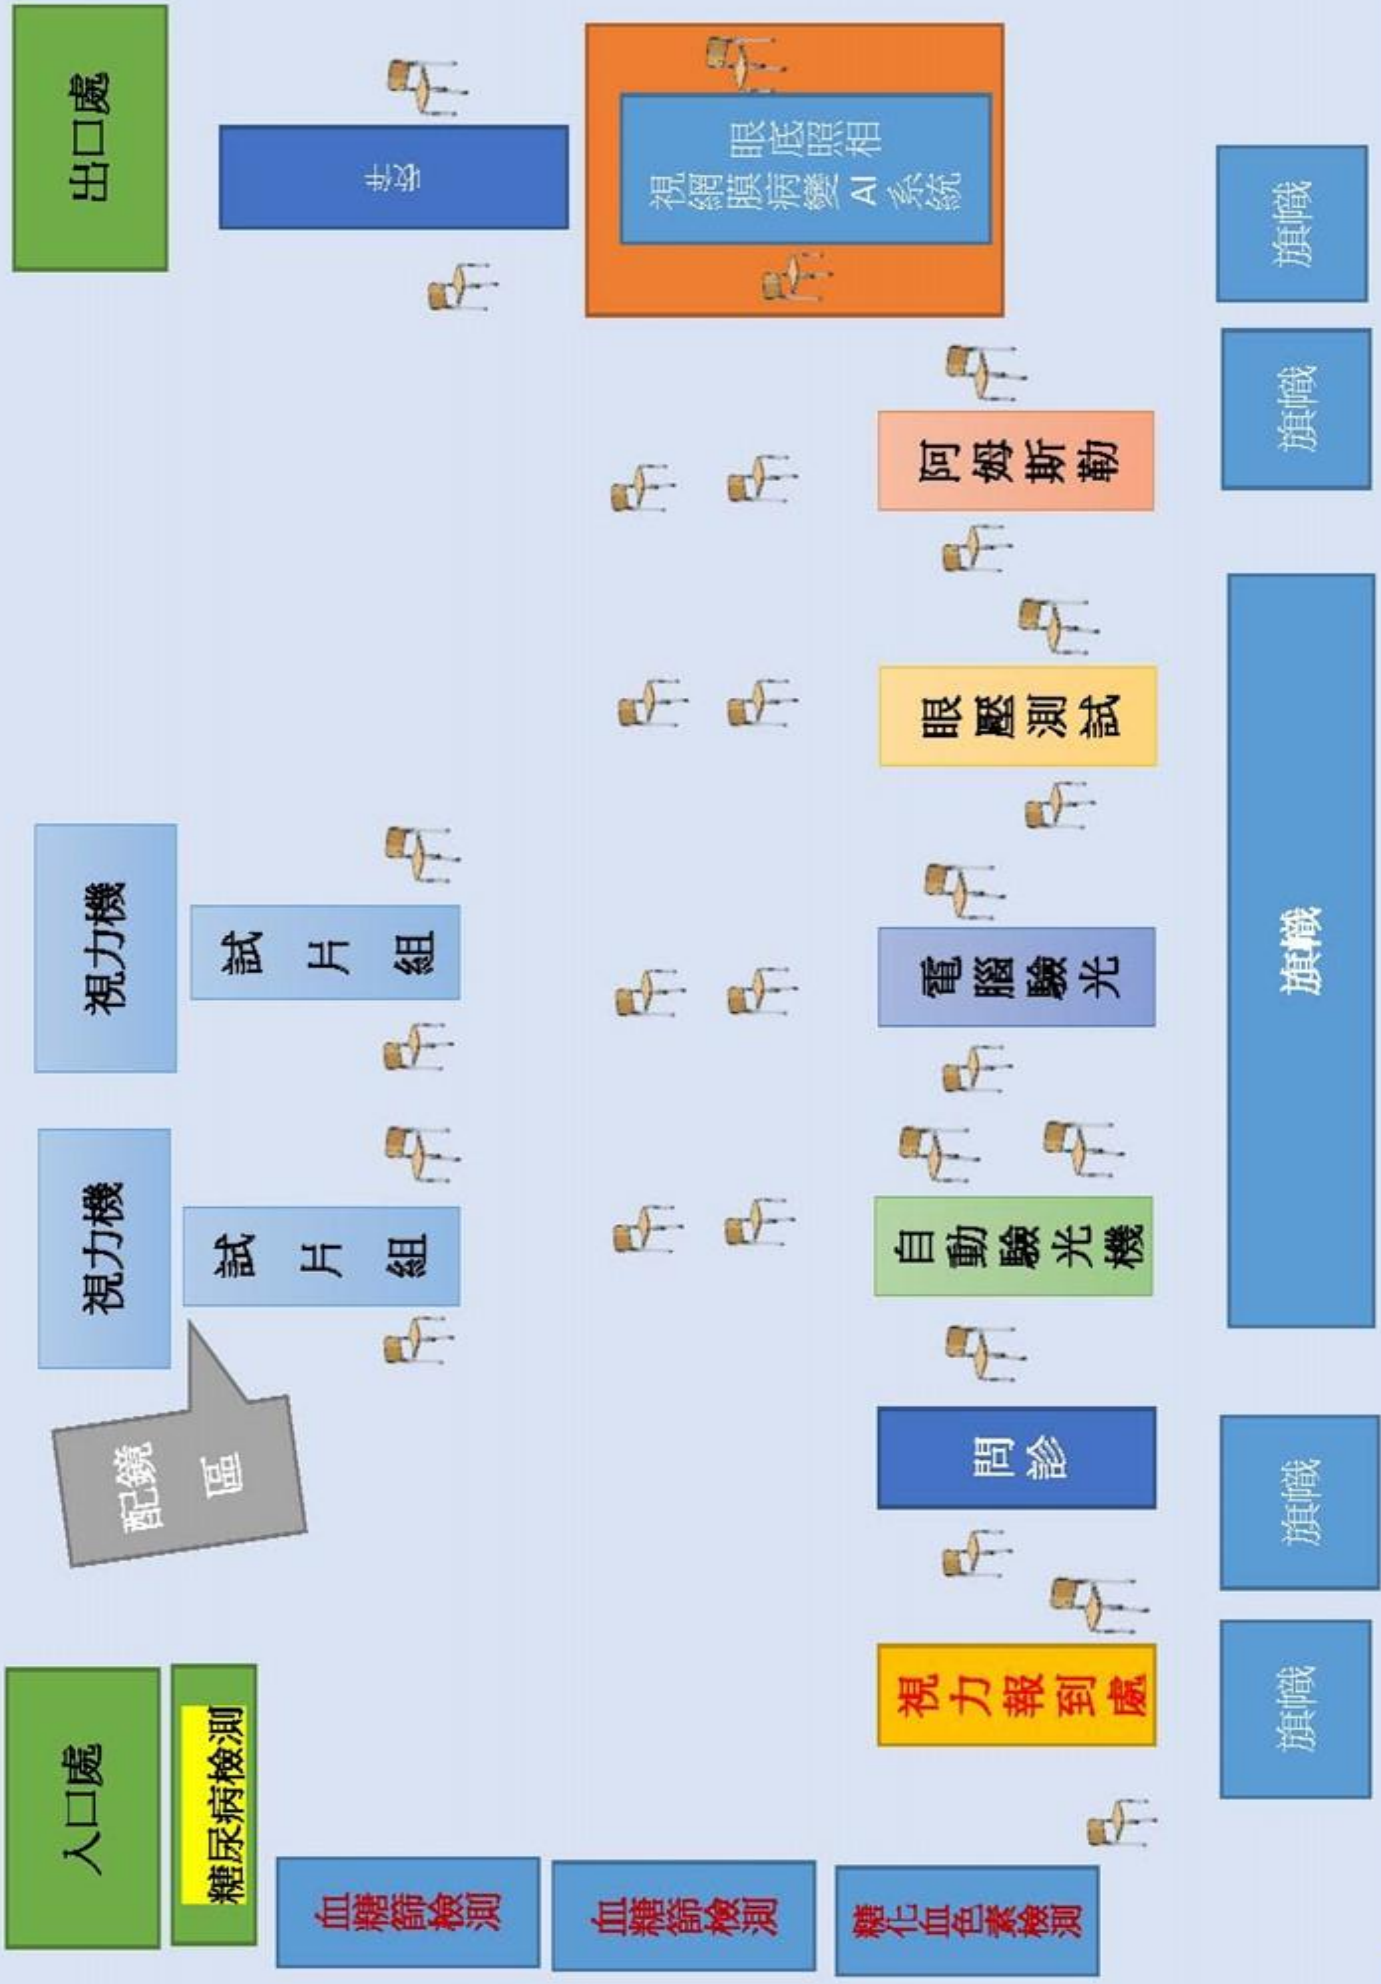 入口處
糖尿病檢測
血糖篩檢測
血糖篩檢測
糖化血色素檢測
配鏡
區
視力機
試片組
視力機
試片組
出口處
收件
眼底照相
視網膜病變AI系統
視力報到處
問診
自動驗光機
電腦驗光
眼壓測試
阿姆斯勒
旗幟
旗幟
旗幟
旗幟
旗幟